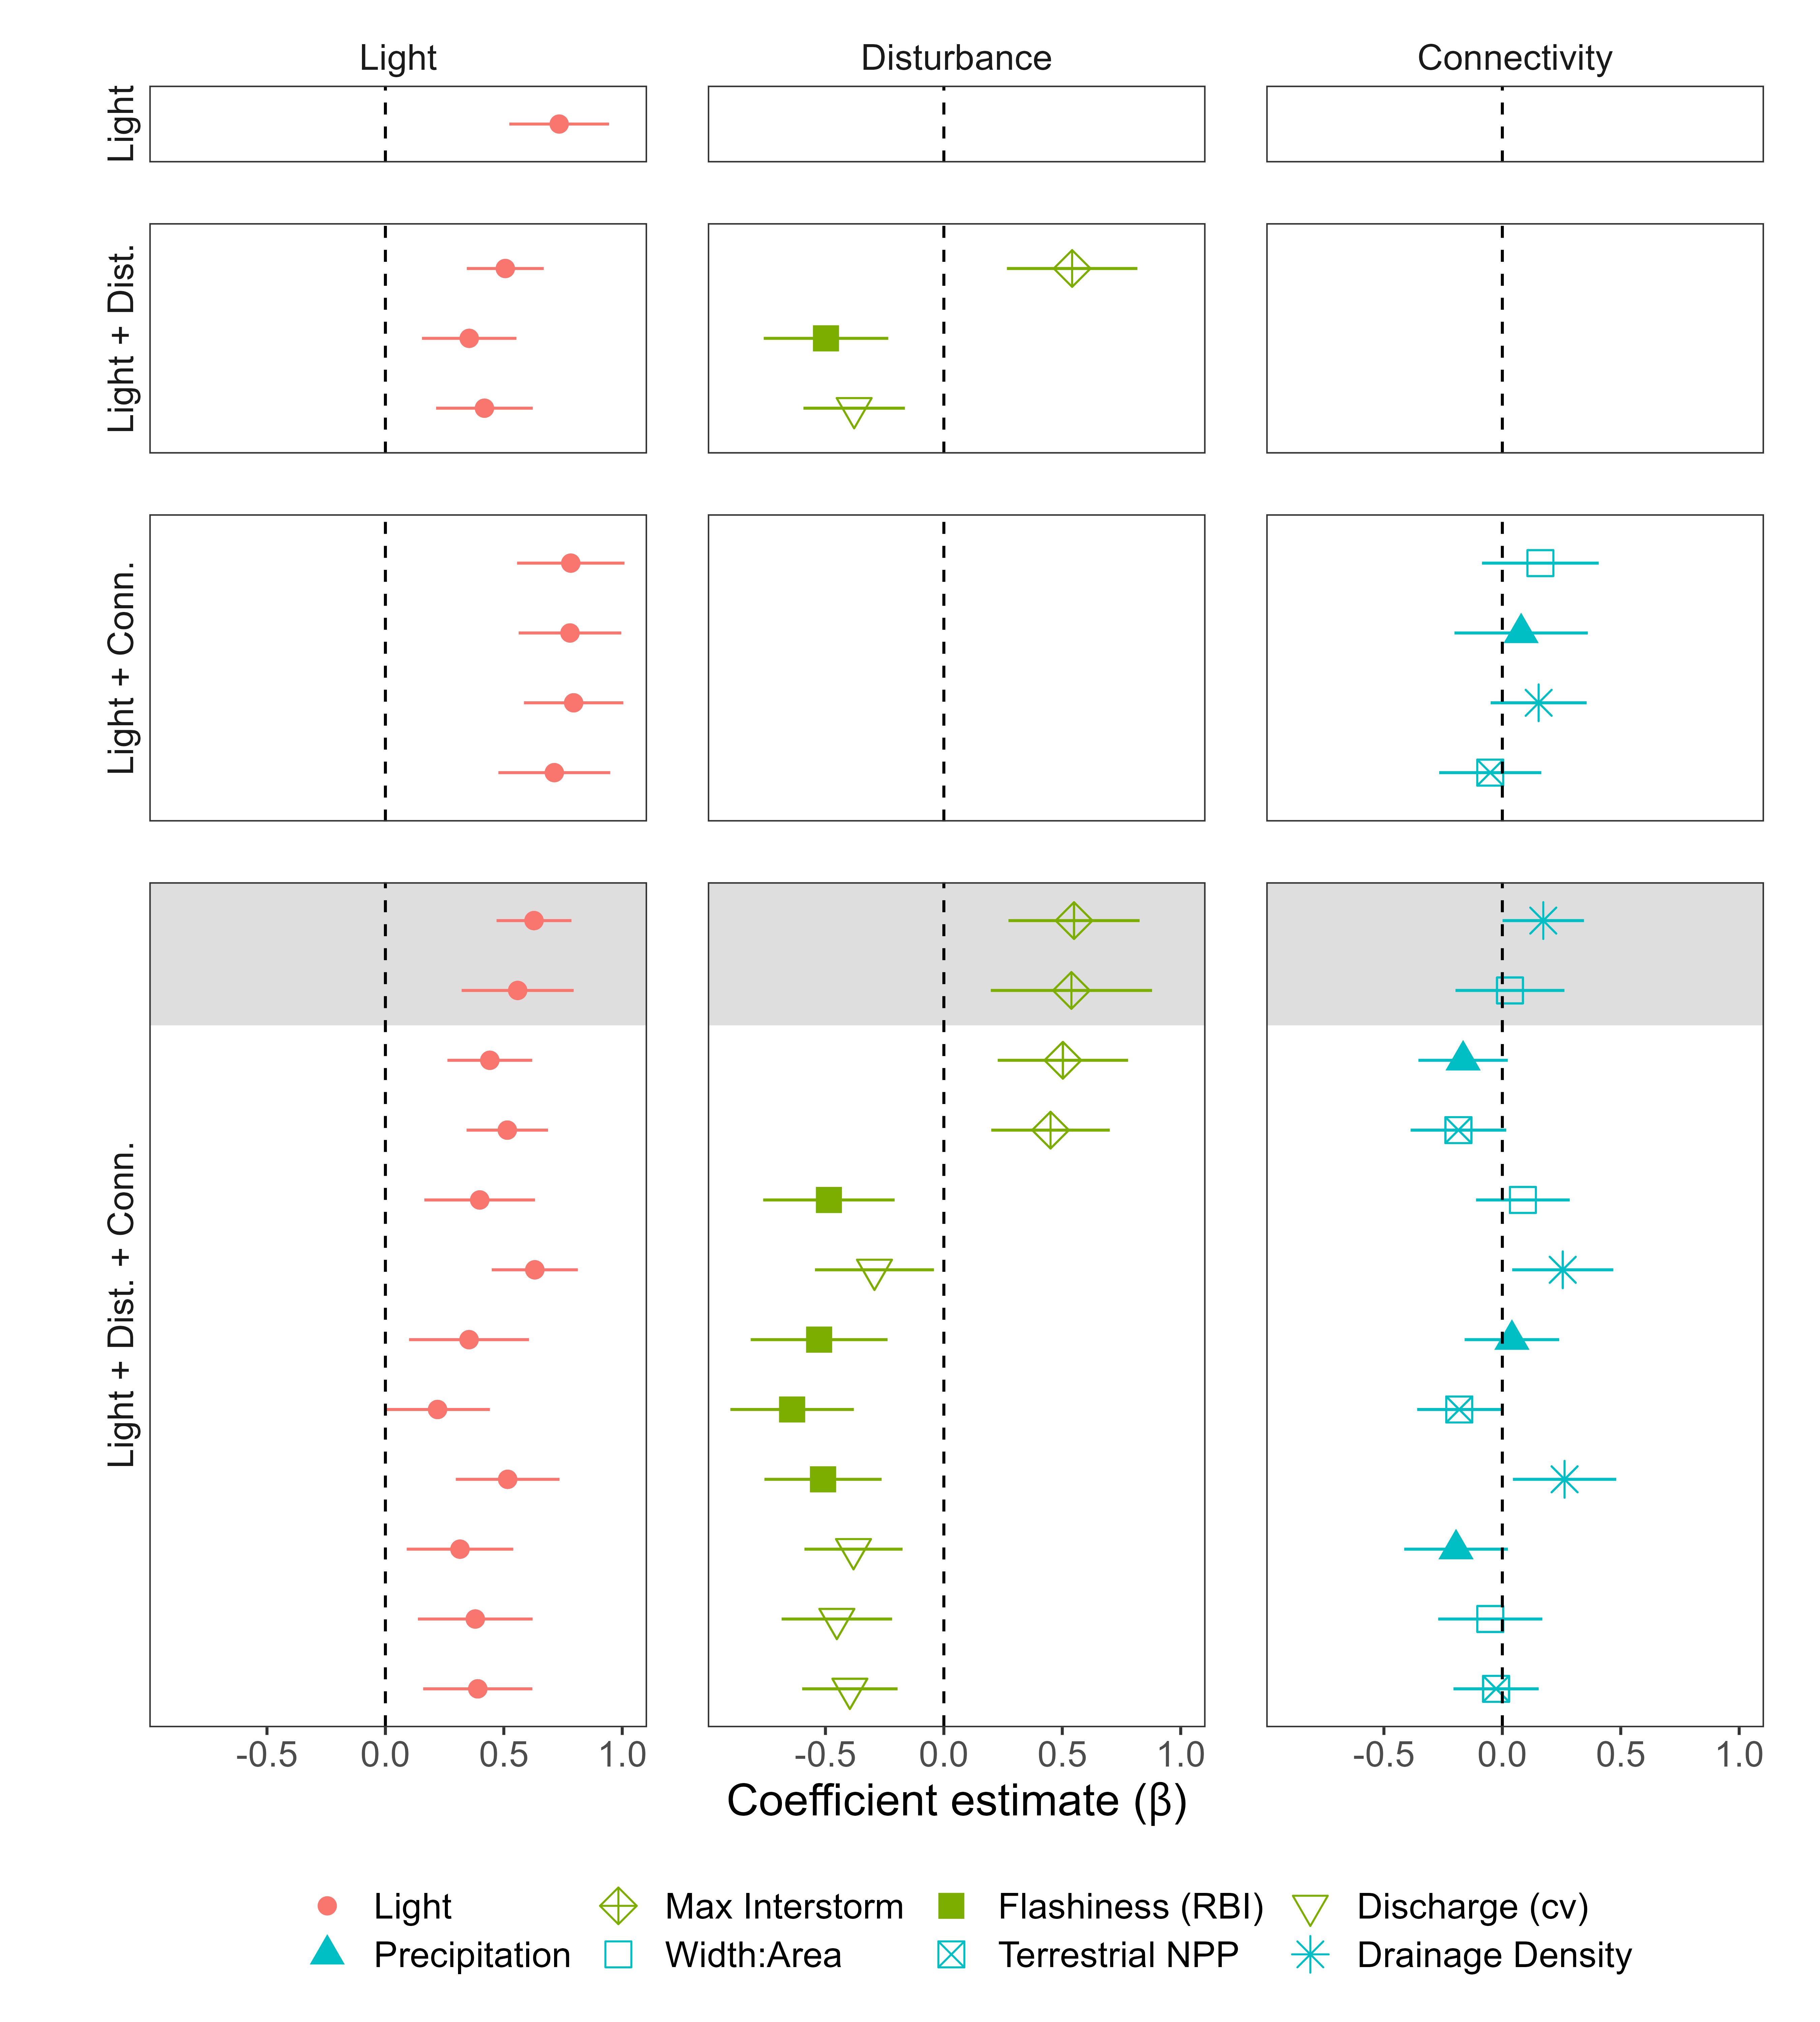 Light Disturbance Connectivity
Light
Light + Dist.
Light + Conn.
Light + Dist. + Conn.
-0.5 0.0 0.5 1.0 -0.5 0.0 0.5 1.0 -0.5 0.0 0.5 1.0
Coefficient estimate (β)
Light Max Interstorm Flashiness (RBI) Discharge (cv)
Precipitation Width:Area Terrestrial NPP Drainage Density